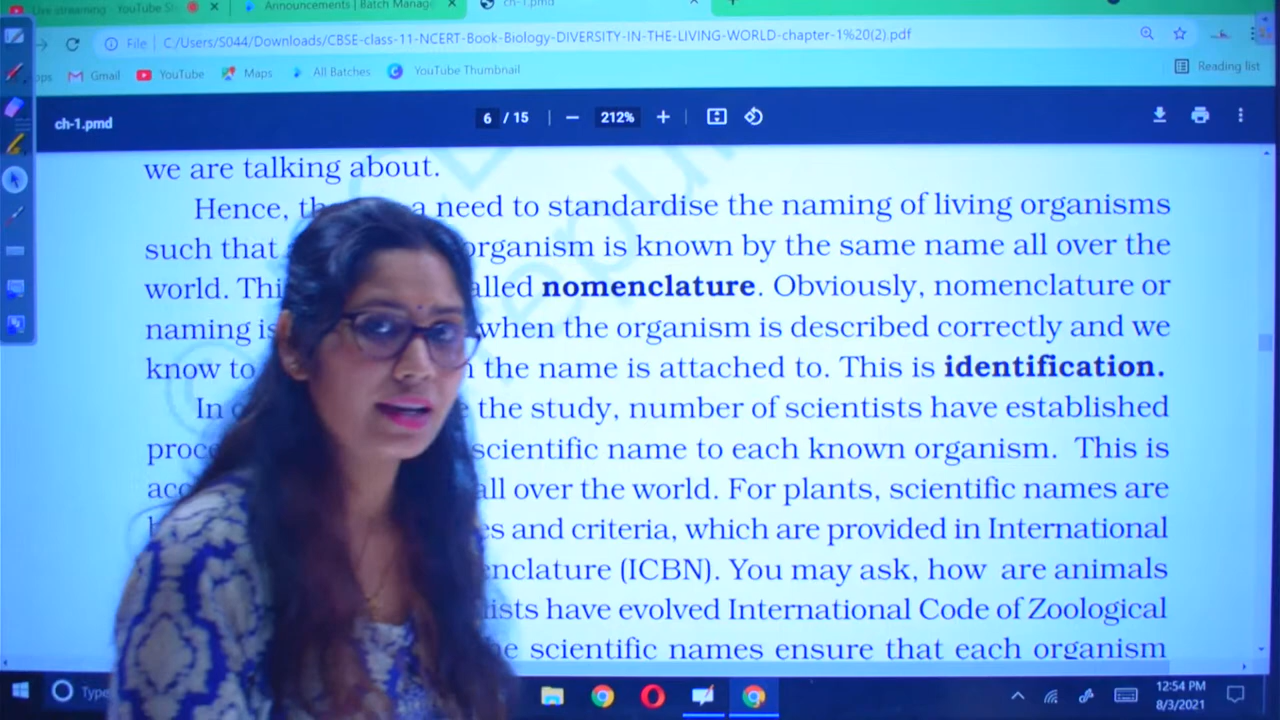 Live streaming - YouTube St
Announcements | Batch Manage
ch-1.pmd
File | C:/Users/S044/Downloads/CBSE-class-11-NCERT-Book-Biology-DIVERSITY-IN-THE-LIVING-WORLD-chapter-1%20(2).pdf
Gmail YouTube Maps All Batches YouTube Thumbnail Reading list
ch-1.pmd 6 / 15 212%
we are talking about.
Hence, a need to standardise the naming of living organisms
such that organism is known by the same name all over the
world. nomenclature. Obviously, nomenclature or
naming is when the organism is described correctly and we
know to the name is attached to. This is identification.
In the study, number of scientists have established
scientific name to each known organism. This is
all over the world. For plants, scientific names are
and criteria, which are provided in International
(ICBN). You may ask, how are animals
have evolved International Code of Zoological
scientific names ensure that each organism
Type
12:54 PM
8/3/2021